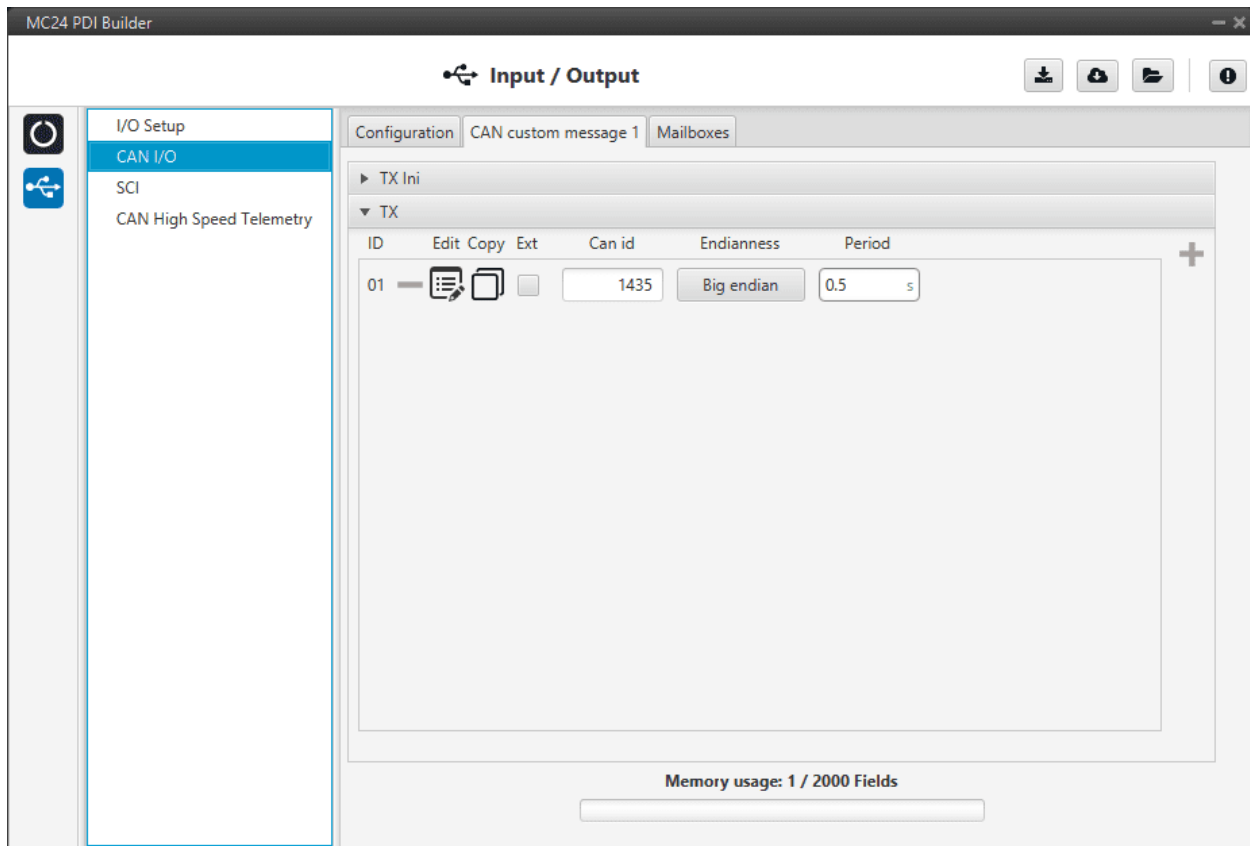 MC24 PDI Builder
Input / Output
I/O Setup
CAN I/O
SCI
CAN High Speed Telemetry
Configuration CAN custom message 1 Mailboxes
TX Ini
TX
ID Edit Copy Ext Can id Endianness Period
01 1435 Big endian 0.5 s
Memory usage: 1 / 2000 Fields